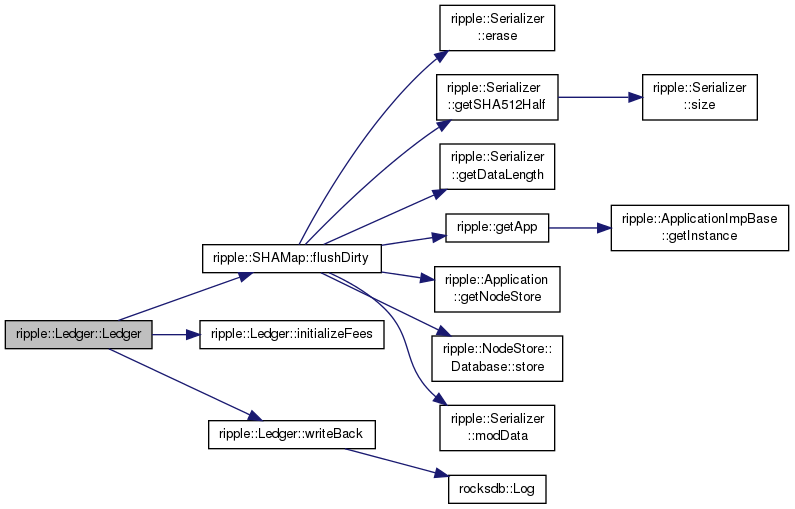 ripple::Serializer
::erase
ripple::Serializer
::getSHA512Half
ripple::Serializer
::size
ripple::Serializer
::getDataLength
ripple::getApp
ripple::ApplicationImpBase
::getInstance
ripple::SHAMap::flushDirty
ripple::Application
::getNodeStore
ripple::Ledger::Ledger
ripple::Ledger::initializeFees
ripple::NodeStore::
Database::store
ripple::Serializer
::modData
ripple::Ledger::writeBack
rocksdb::Log